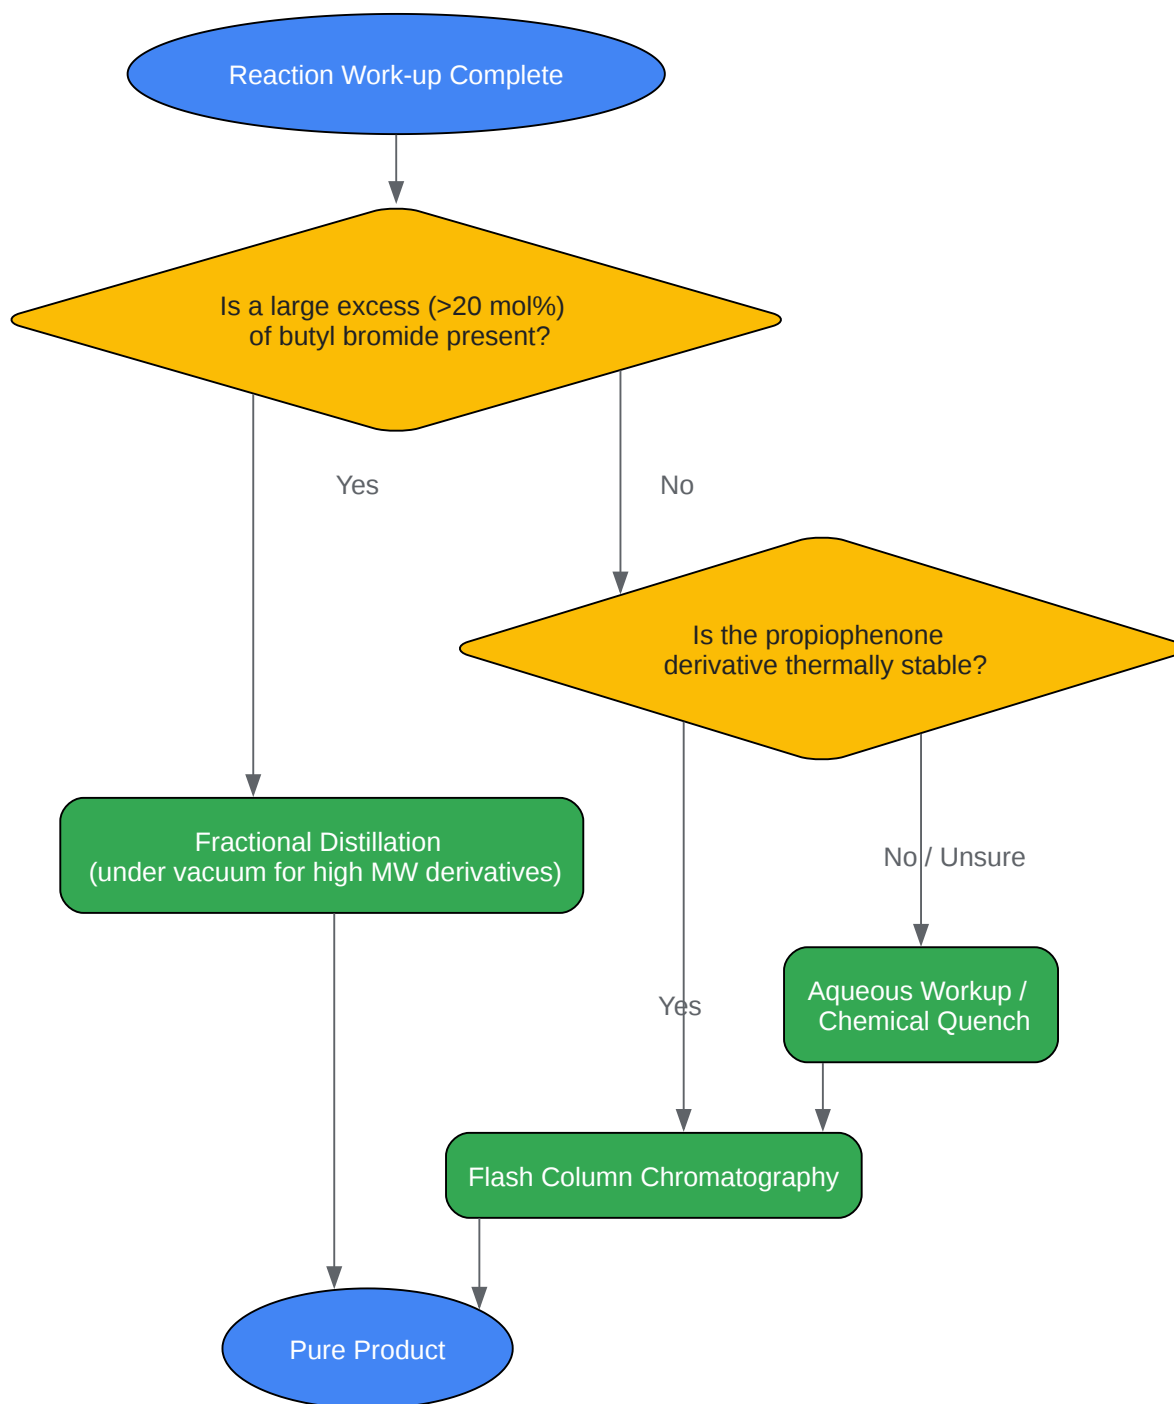 Reaction Work-up Complete
Is a large excess (>20 mol%)
of butyl bromide present?
Yes
No
Is the propiophenone
derivative thermally stable?
Fractional Distillation
(under vacuum for high MW derivatives)
No / Unsure
Aqueous Workup /
Chemical Quench
Yes
Flash Column Chromatography
Pure Product